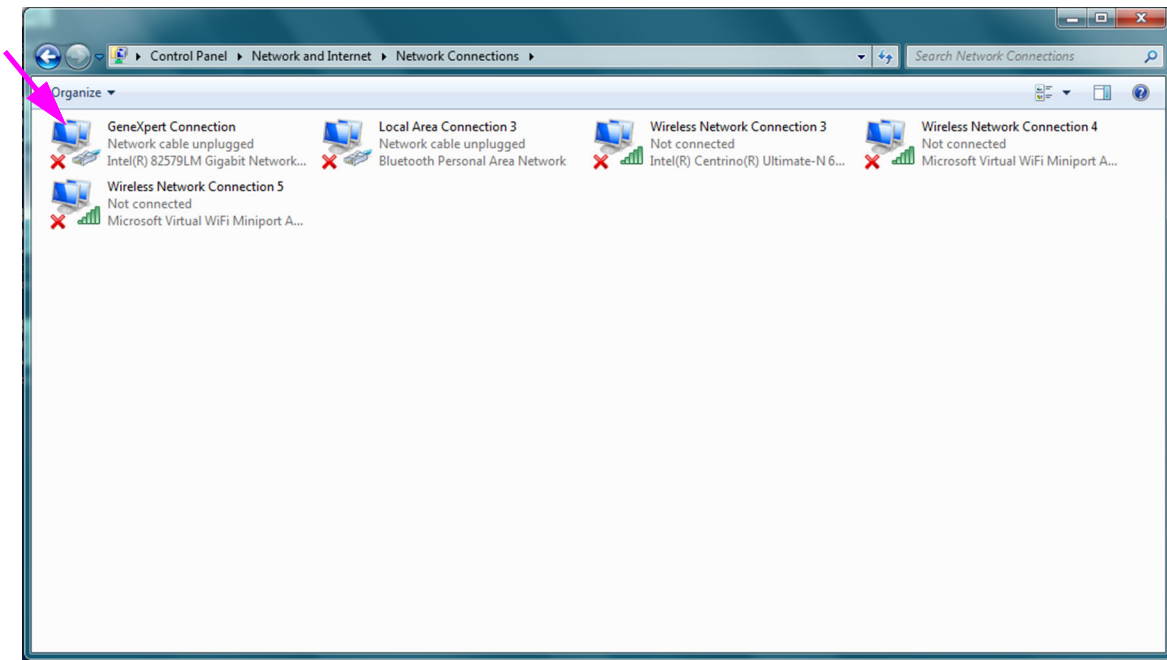 Control Panel Network and Internet Network Connections
Search Network Connections
Organize
GeneXpert Connection
Network cable unplugged
Intel(R) 82579LM Gigabit Network...
Local Area Connection 3
Network cable unplugged
Bluetooth Personal Area Network
Wireless Network Connection 3
Not connected
Intel(R) Centrino(R) Ultimate-N 6...
Wireless Network Connection 4
Not connected
Microsoft Virtual WiFi Miniport A...
Wireless Network Connection 5
Not connected
Microsoft Virtual WiFi Miniport A...